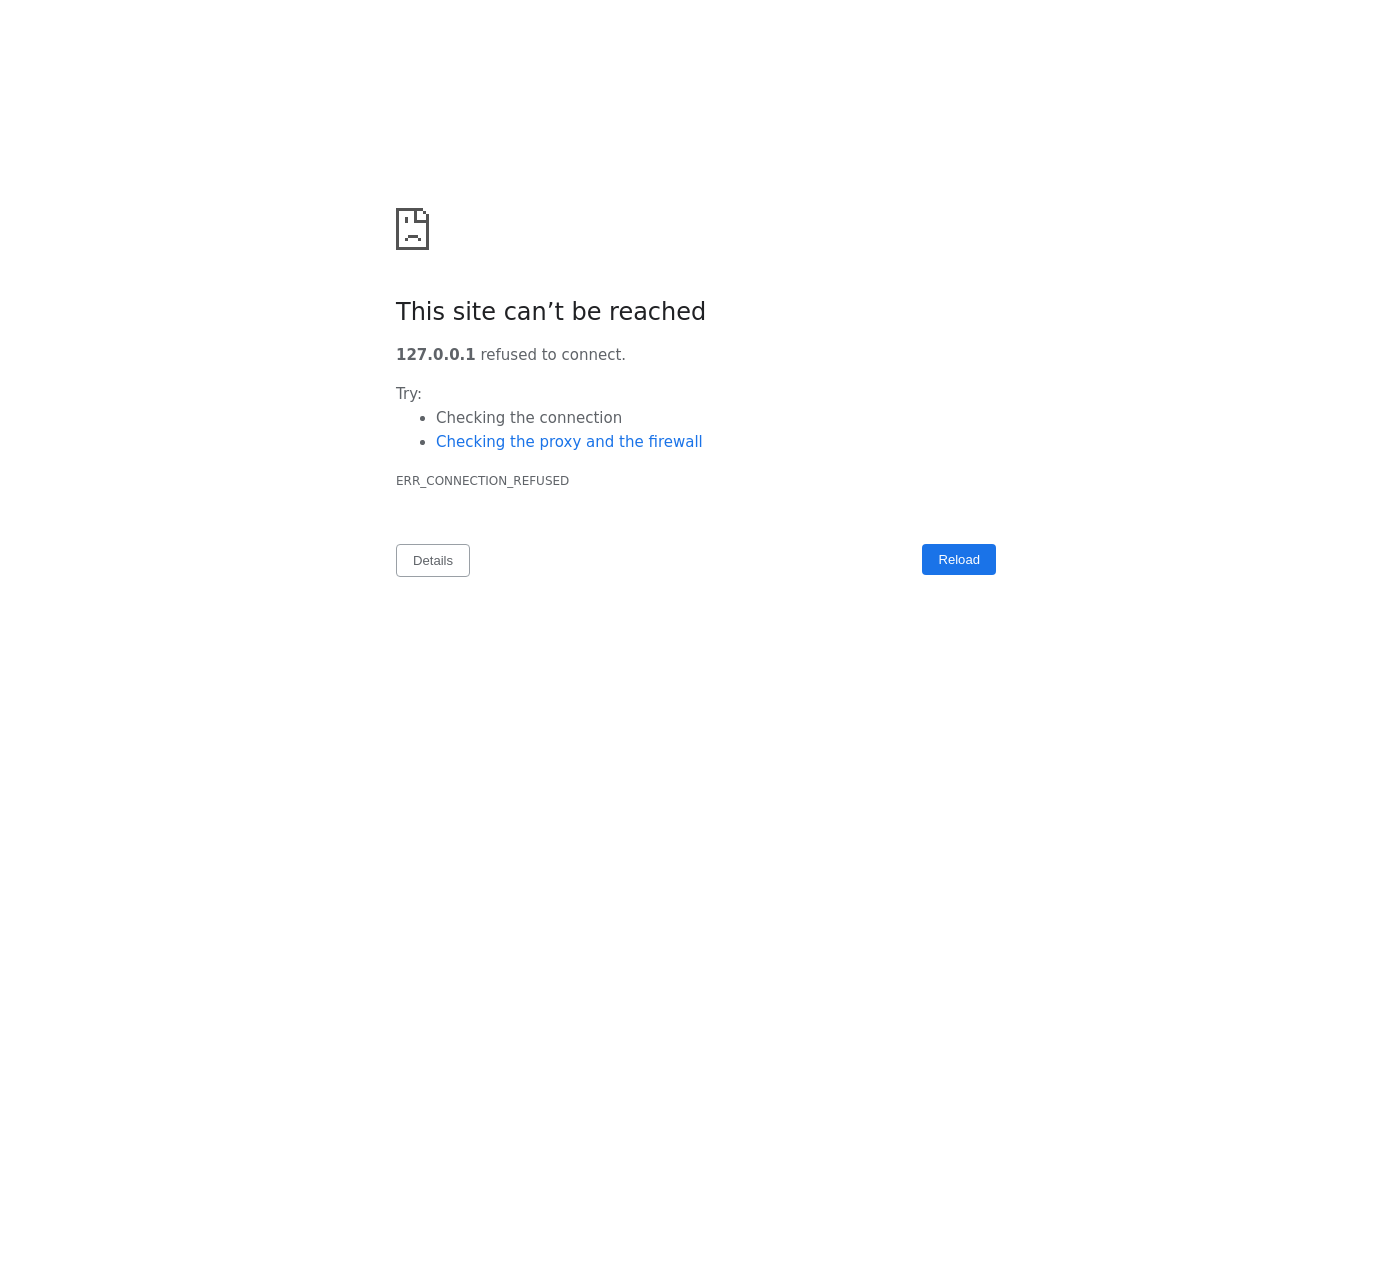 This site can’t be reached
127.0.0.1 refused to connect.
Try:
Checking the connection
Checking the proxy and the firewall
ERR_CONNECTION_REFUSED
Details
Reload